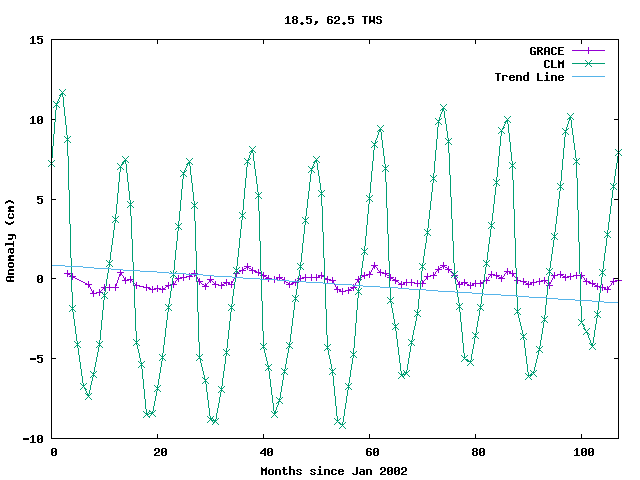 18.5, 62.5 TWS
GRACE
CLM
Trend Line
Anomaly (cm)
15
10
5
0
-5
-10
0 20 40 60 80 100
Months since Jan 2002